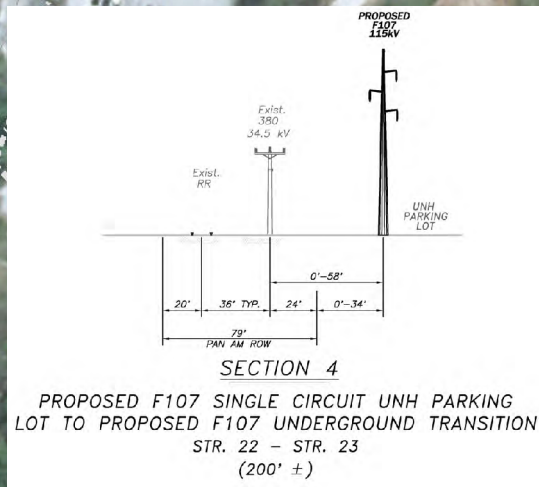 PROPOSED
F107
115kV
Exist.
380
34.5 kV
Exist.
RR
UNH
PARKING
LOT
0'-58'
20'
36' TYP.
24'
0'-34'
79'
PAN AM ROW
SECTION 4
PROPOSED F107 SINGLE CIRCUIT UNH PARKING
LOT TO PROPOSED F107 UNDERGROUND TRANSITION
STR. 22 - STR. 23
(200' ±)